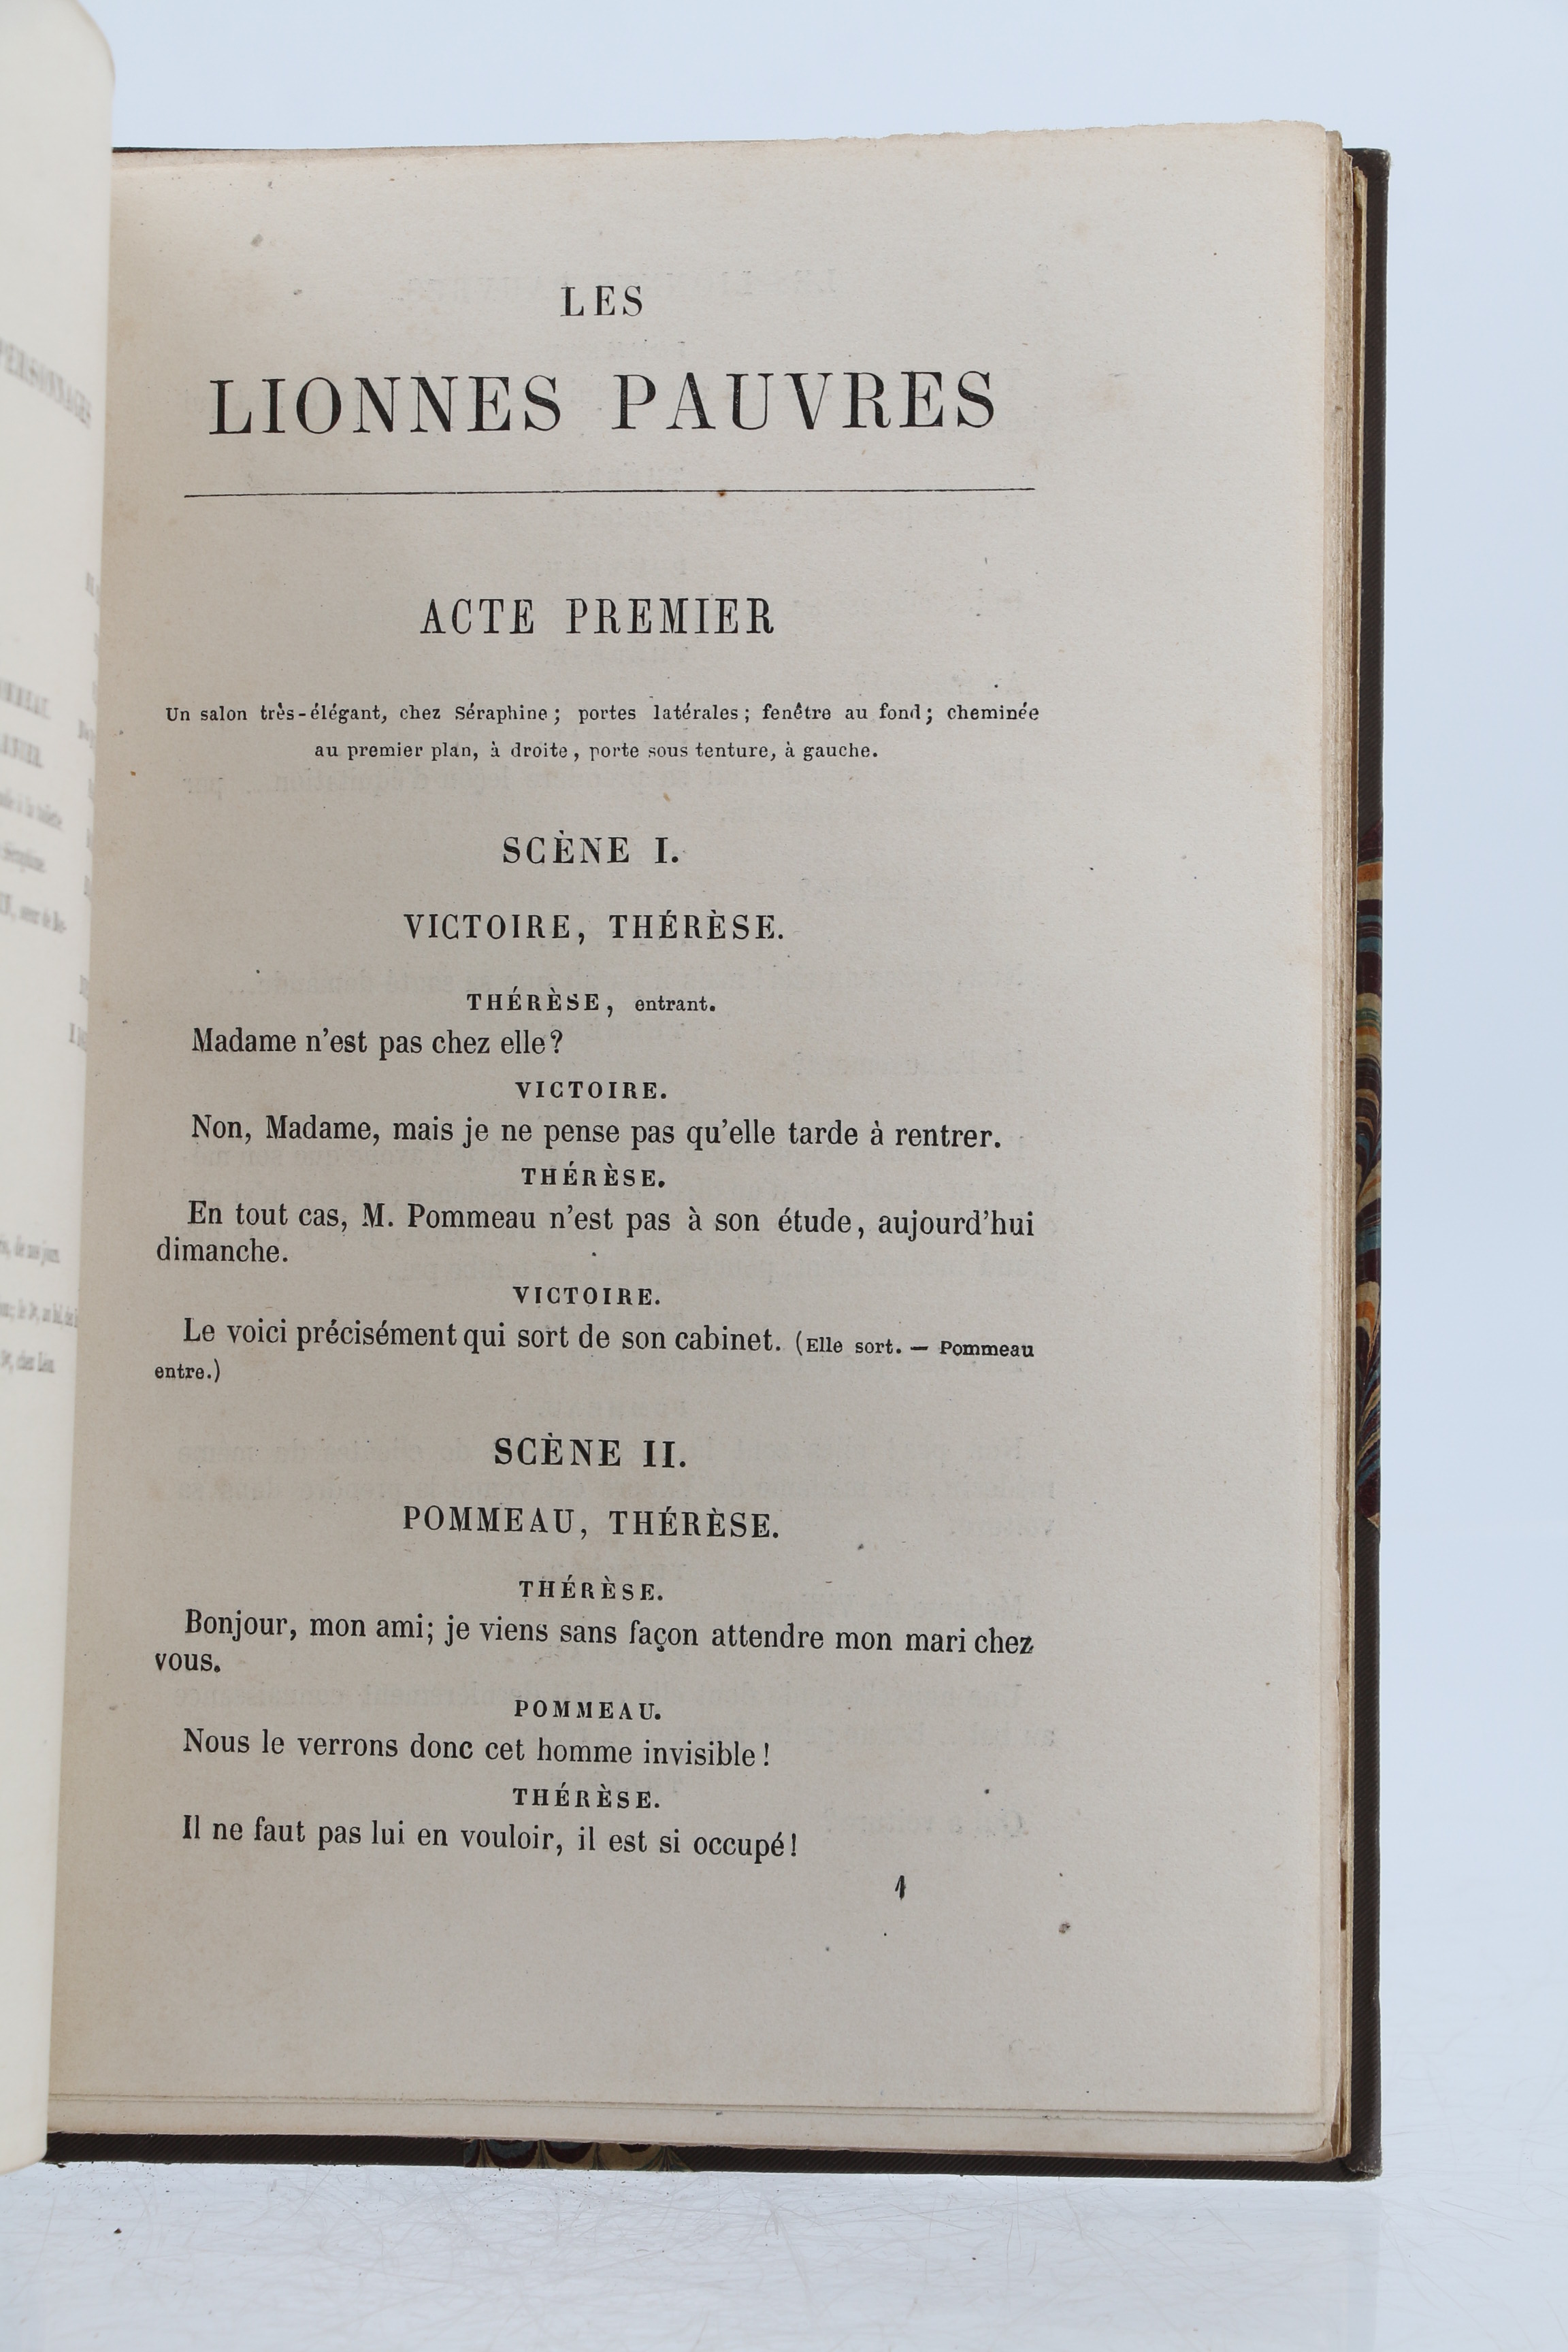 PERSONNAGES
LES
LIONNES PAUVRES
ACTE PREMIER
Un salon très-élégant, chez Séraphine; portes latérales; fenêtre au fond; cheminée
au premier plan, à droite, porte sous tenture, à gauche.
SCÈNE I.
VICTOIRE, THÉRÈSE.
THÉRÈSE, entrant.
Madame n'est pas chez elle?
VICTOIRE.
Non, Madame, mais je ne pense pas qu'elle tarde à rentrer.
THÉRÈSE.
En tout cas, M. Pommeau n'est pas à son étude, aujourd'hui
dimanche.
VICTOIRE.
Le voici précisément qui sort de son cabinet. (Elle sort. — Pommeau
entre.)
SCÈNE II.
POMMEAU, THÉRÈSE.
THÉRÈSE.
Bonjour, mon ami; je viens sans façon attendre mon mari chez
vous.
POMMEAU.
Nous le verrons donc cet homme invisible!
THÉRÈSE.
Il ne faut pas lui en vouloir, il est si occupé!
1